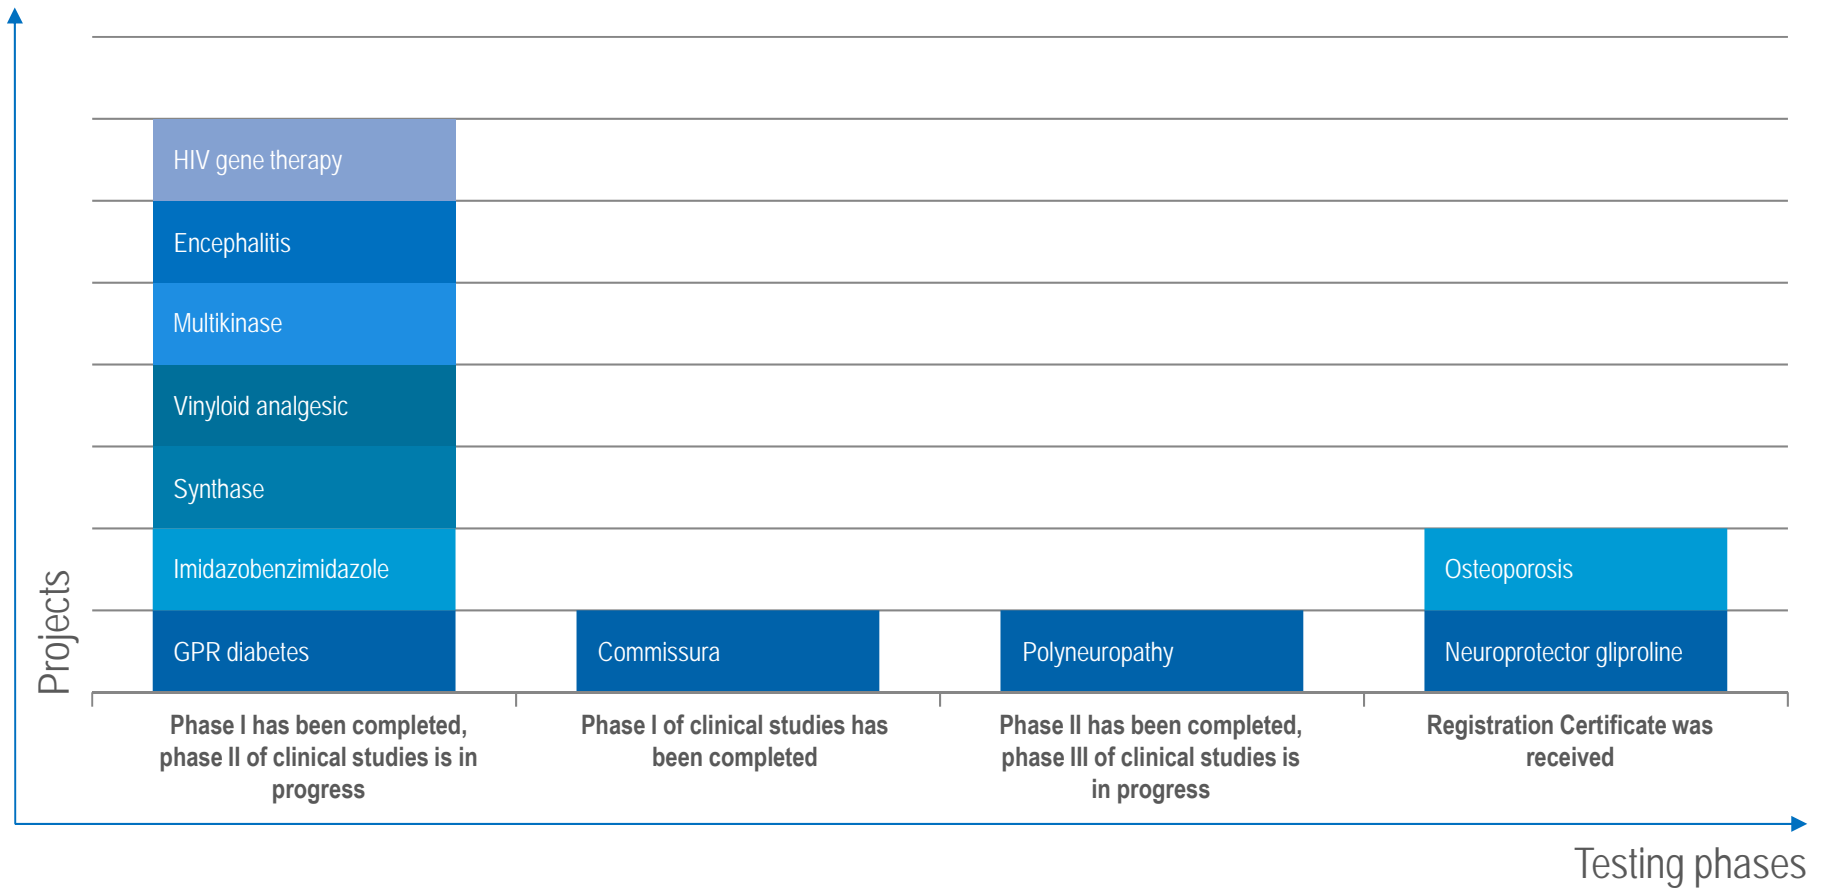 HIV gene therapy
Encephalitis
Multikinase
Vinyloid analgesic
Synthase
Imidazobenzimidazole
Osteoporosis
GPR diabetes
Commissura
Polyneuropathy
Neuroprotector gliproline
Projects
Phase I has been completed,
phase II of clinical studies is in
progress
Phase I of clinical studies has
been completed
Phase II has been completed,
phase III of clinical studies is
in progress
Registration Certificate was
received
Testing phases